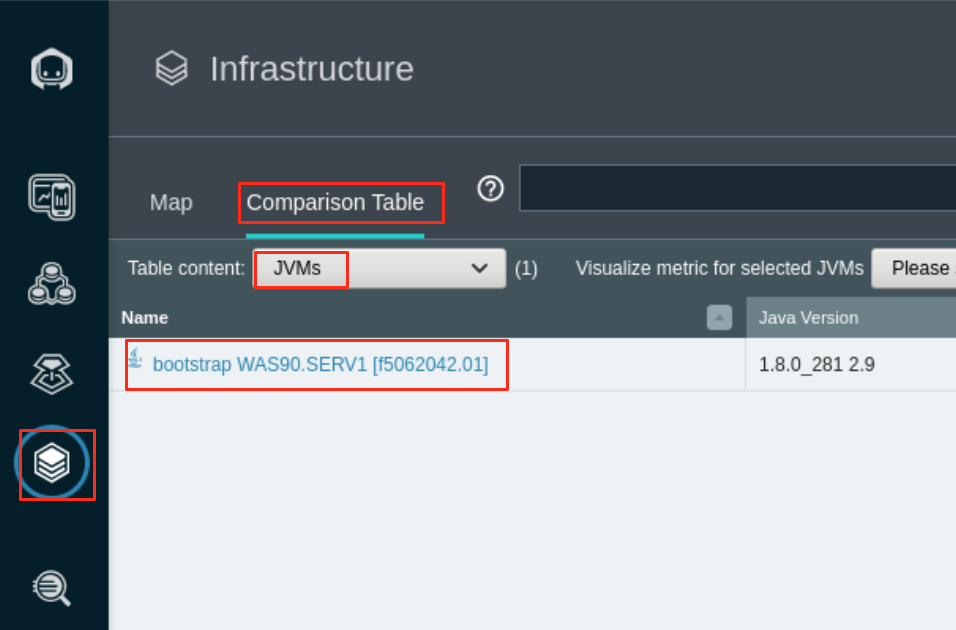 Infrastructure
Map
Comparison Table
?
Table content:
JVMs
(1)
Visualize metric for selected JVMs
Please
Name
Java Version
bootstrap WAS90.SERV1 [f5062042.01]
1.8.0_281 2.9